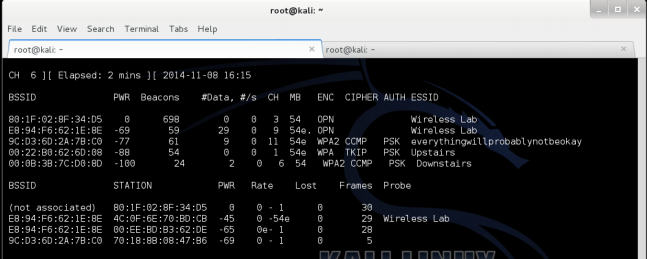 root@kali: ~
File Edit View Search Terminal Tabs Help
root@kali: ~ × root@kali: ~ ×
CH 6 ][ Elapsed: 2 mins ][ 2014-11-08 16:15
BSSID PWR Beacons #Data, #/s CH MB ENC CIPHER AUTH ESSID
80:1F:02:8F:34:D5 0 698 0 0 3 54 OPN Wireless Lab
E8:94:F6:62:1E:8E -69 59 29 0 9 54e. OPN Wireless Lab
9C:D3:6D:2A:7B:C0 -77 61 9 0 11 54e WPA2 CCMP PSK everythingwillprobablynotbeokay
00:22:B0:62:6D:08 -88 54 0 0 1 54e WPA TKIP PSK Upstairs
00:0B:3B:7C:D0:8D -100 24 2 0 6 54 WPA2 CCMP PSK Downstairs
BSSID STATION PWR Rate Lost Frames Probe
(not associated) 80:1F:02:8F:34:D5 0 0 - 1 0 30
E8:94:F6:62:1E:8E 4C:0F:6E:70:BD:CB -45 0 -54e 0 29 Wireless Lab
E8:94:F6:62:1E:8E 00:EE:BD:B3:62:DE -65 0e- 1 0 28
9C:D3:6D:2A:7B:C0 70:18:8B:08:47:B6 -69 0 - 1 0 5
KALI LINUX